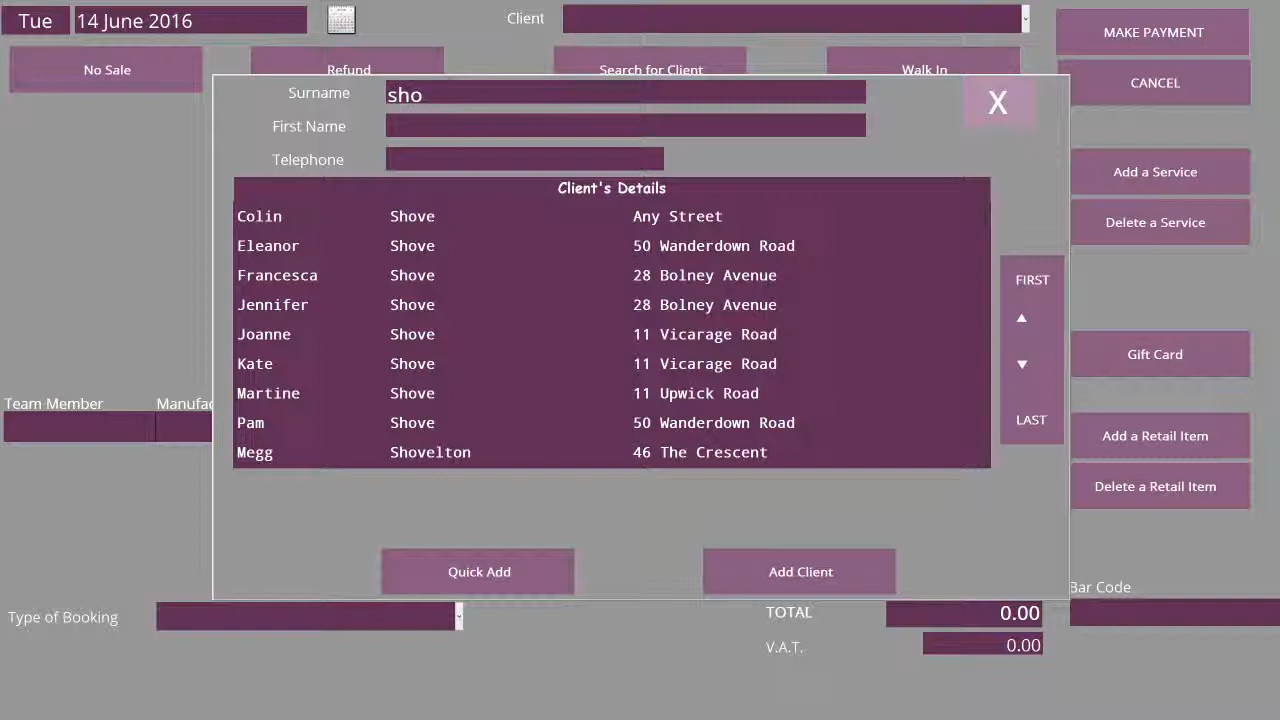 Tue 14 June 2016 Client MAKE PAYMENT
No Sale Refund Search for Client Walk In CANCEL
Surname sho X
First Name
Telephone
Client's Details
Colin Shove Any Street
Eleanor Shove 50 Wanderdown Road
Francesca Shove 28 Bolney Avenue
Jennifer Shove 28 Bolney Avenue
Joanne Shove 11 Vicarage Road
Kate Shove 11 Vicarage Road
Martine Shove 11 Upwick Road
Pam Shove 50 Wanderdown Road
Megg Shovelton 46 The Crescent
FIRST
▲
▼
LAST
Add a Service
Delete a Service
Gift Card
Team Member Manufac
Add a Retail Item
Delete a Retail Item
Quick Add Add Client
Bar Code
Type of Booking TOTAL 0.00
V.A.T. 0.00